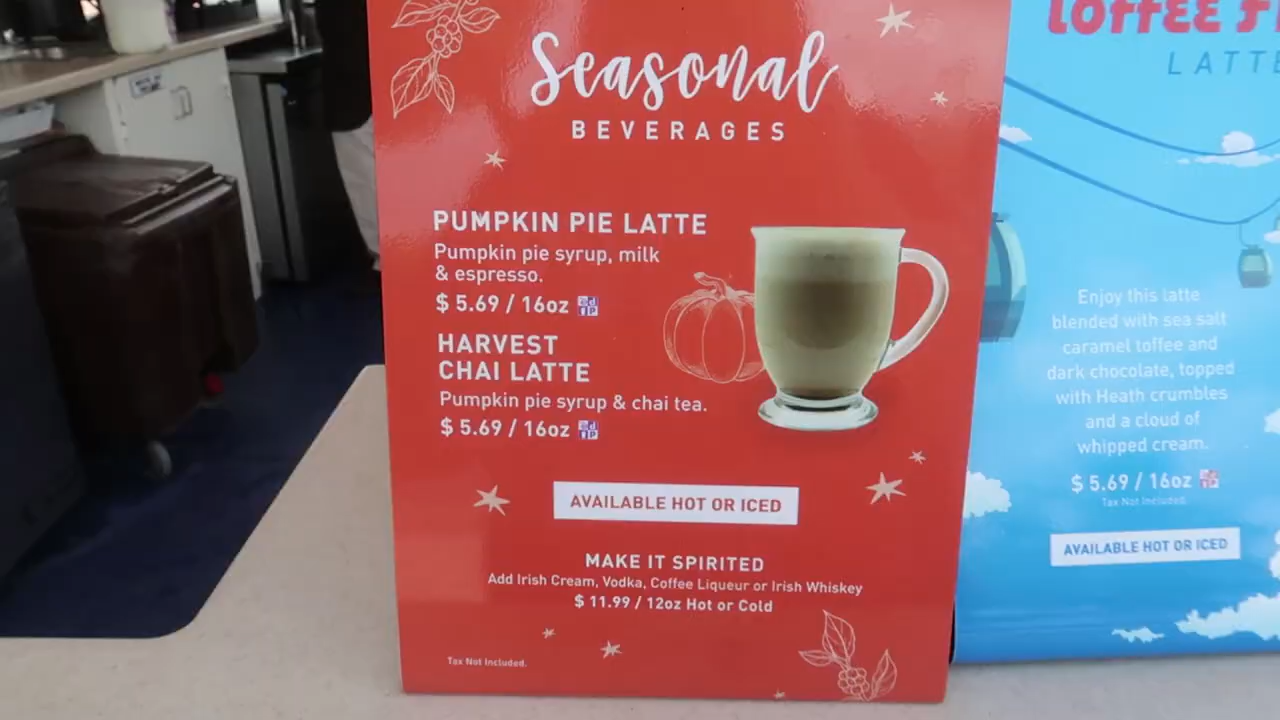 Seasonal
BEVERAGES
PUMPKIN PIE LATTE
Pumpkin pie syrup, milk
& espresso.
$ 5.69 / 16oz
HARVEST
CHAI LATTE
Pumpkin pie syrup & chai tea.
$ 5.69 / 16oz
AVAILABLE HOT OR ICED
MAKE IT SPIRITED
Add Irish Cream, Vodka, Coffee Liqueur or Irish Whiskey
$ 11.99 / 12oz Hot or Cold
Tax Not Included.
LATTE
Enjoy this latte
blended with sea salt
caramel toffee and
dark chocolate, topped
with Heath crumbles
and a cloud of
whipped cream.
$ 5.69 / 16oz
Tax Not Included.
AVAILABLE HOT OR ICED